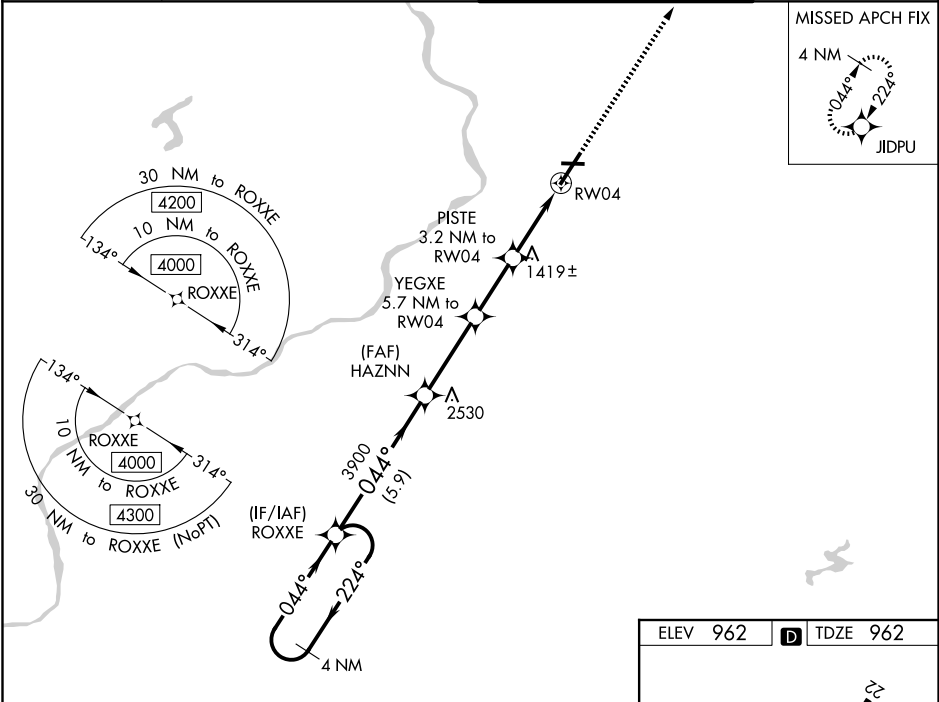 MISSED APCH FIX
4 NM
044°
224°
JIDPU
30 NM to ROXXE
4200
10 NM to ROXXE
4000
134°
ROXXE
314°
RW04
PISTE
3.2 NM to
RW04
1419±
YEGXE
5.7 NM to
RW04
(FAF)
HAZNN
2530
134°
ROXXE
4000
314°
10 NM to ROXXE
4300
30 NM to ROXXE (NoPT)
3900
044°
(5.9)
(IF/IAF)
ROXXE
044°
224°
4 NM
ELEV 962 D TDZE 962
22